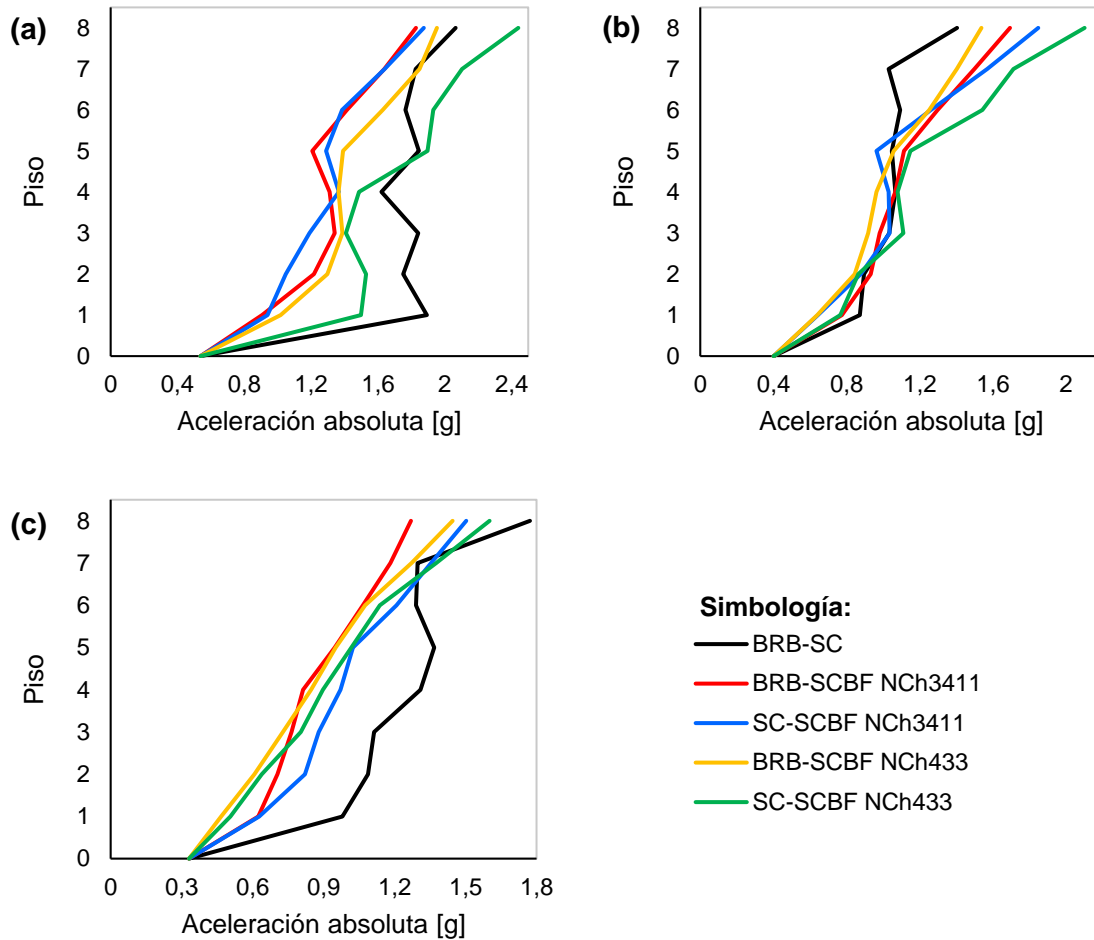 (a)
8
7
6
5
4
3
2
1
0
Piso
0 0,4 0,8 1,2 1,6 2 2,4
Aceleración absoluta [g]
(b)
8
7
6
5
4
3
2
1
0
Piso
0 0,4 0,8 1,2 1,6 2
Aceleración absoluta [g]
(c)
8
7
6
5
4
3
2
1
0
Piso
0 0,3 0,6 0,9 1,2 1,5 1,8
Aceleración absoluta [g]
Simbología:
BRB-SC
BRB-SCBF NCh3411
SC-SCBF NCh3411
BRB-SCBF NCh433
SC-SCBF NCh433